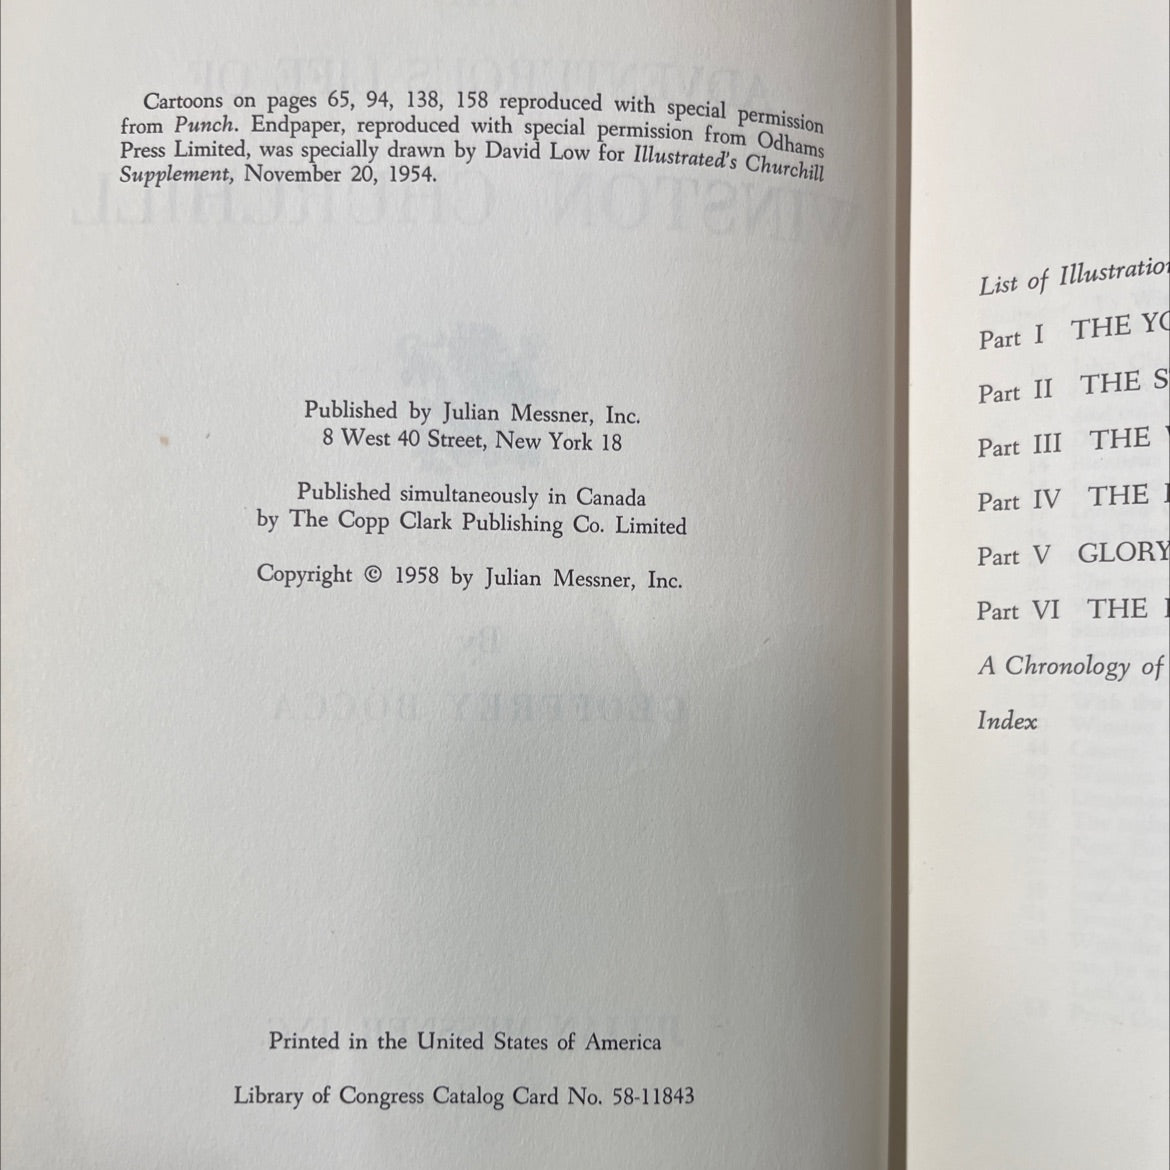 Cartoons on pages 65, 94, 138, 158 reproduced with special permission
from Punch. Endpaper, reproduced with special permission from Odhams
Press Limited, was specially drawn by David Low for Illustrated's Churchill
Supplement, November 20, 1954.
Published by Julian Messner, Inc.
8 West 40 Street, New York 18
Published simultaneously in Canada
by The Copp Clark Publishing Co. Limited
Copyright © 1958 by Julian Messner, Inc.
Printed in the United States of America
Library of Congress Catalog Card No. 58-11843
List of Illustration
Part I THE YO
Part II THE S
Part III THE
Part IV THE
Part V GLORY
Part VI THE
A Chronology of
Index